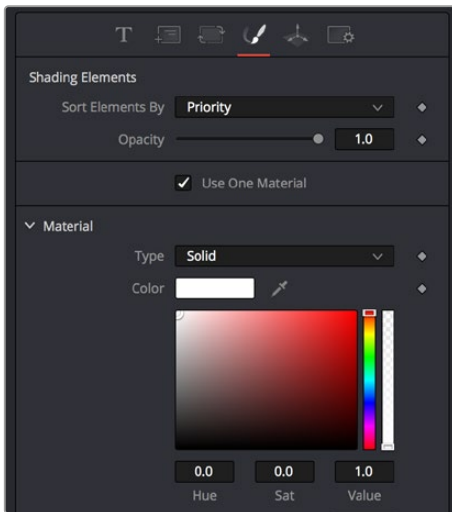 T
Shading Elements
Sort Elements By Priority
Opacity 1.0
Use One Material
Material
Type Solid
Color
0.0 0.0 1.0
Hue Sat Value